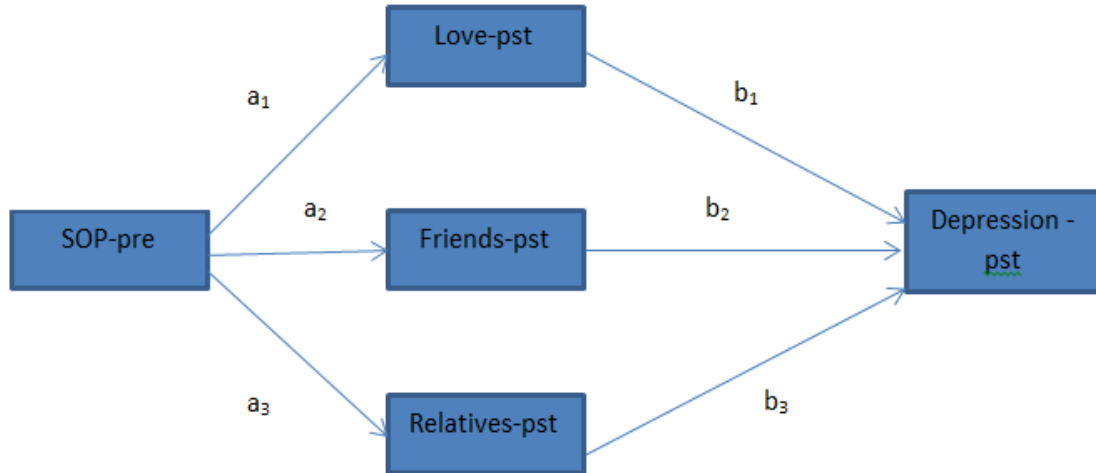 Love-pst
a₁
b₁
SOP-pre
a₂
Friends-pst
b₂
Depression -
pst
a₃
Relatives-pst
b₃